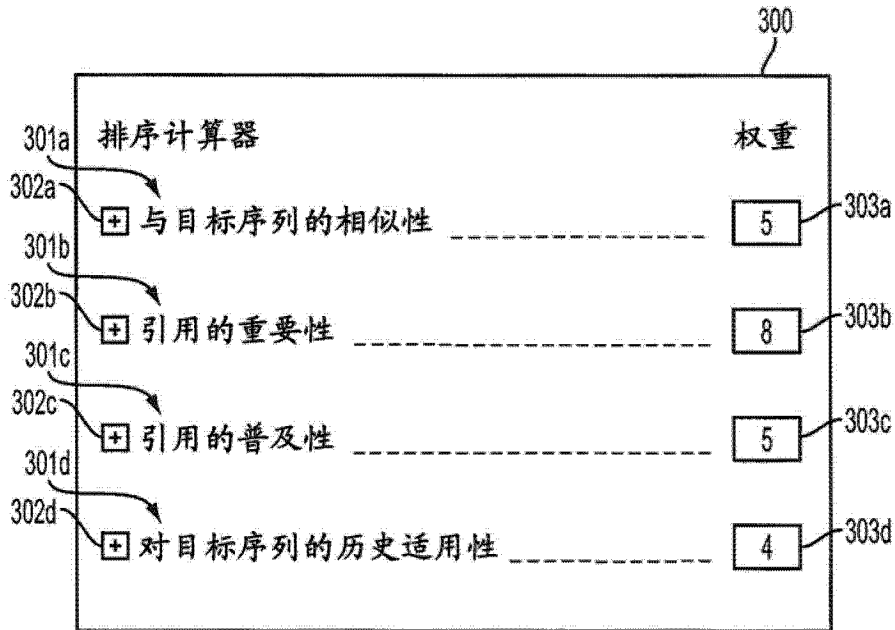 300
排序计算器 权重
301a
302a + 与目标序列的相似性 5 303a
301b
302b + 引用的重要性 8 303b
301c
302c + 引用的普及性 5 303c
301d
302d + 对目标序列的历史适用性 4 303d